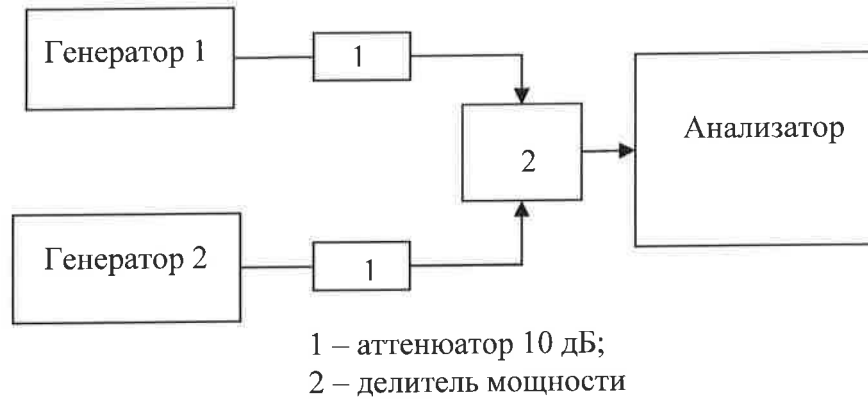 Генератор 1
1
Анализатор
2
Генератор 2
1
1 – аттенюатор 10 дБ;
2 – делитель мощности